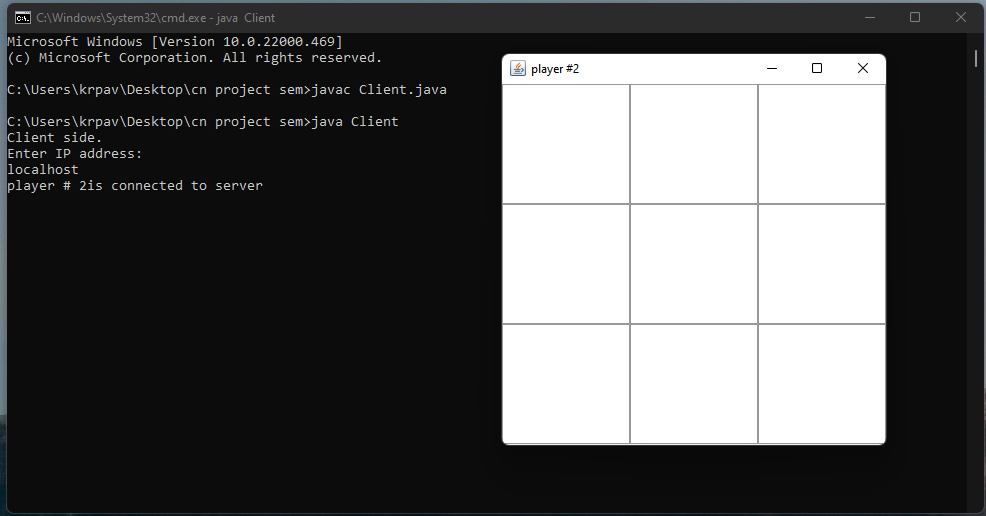 C:\Windows\System32\cmd.exe - java  Client
Microsoft Windows [Version 10.0.22000.469]
(c) Microsoft Corporation. All rights reserved.
C:\Users\krpav\Desktop\cn project sem>javac Client.java
C:\Users\krpav\Desktop\cn project sem>java Client
Client side.
Enter IP address:
localhost
player # 2is connected to server
player #2